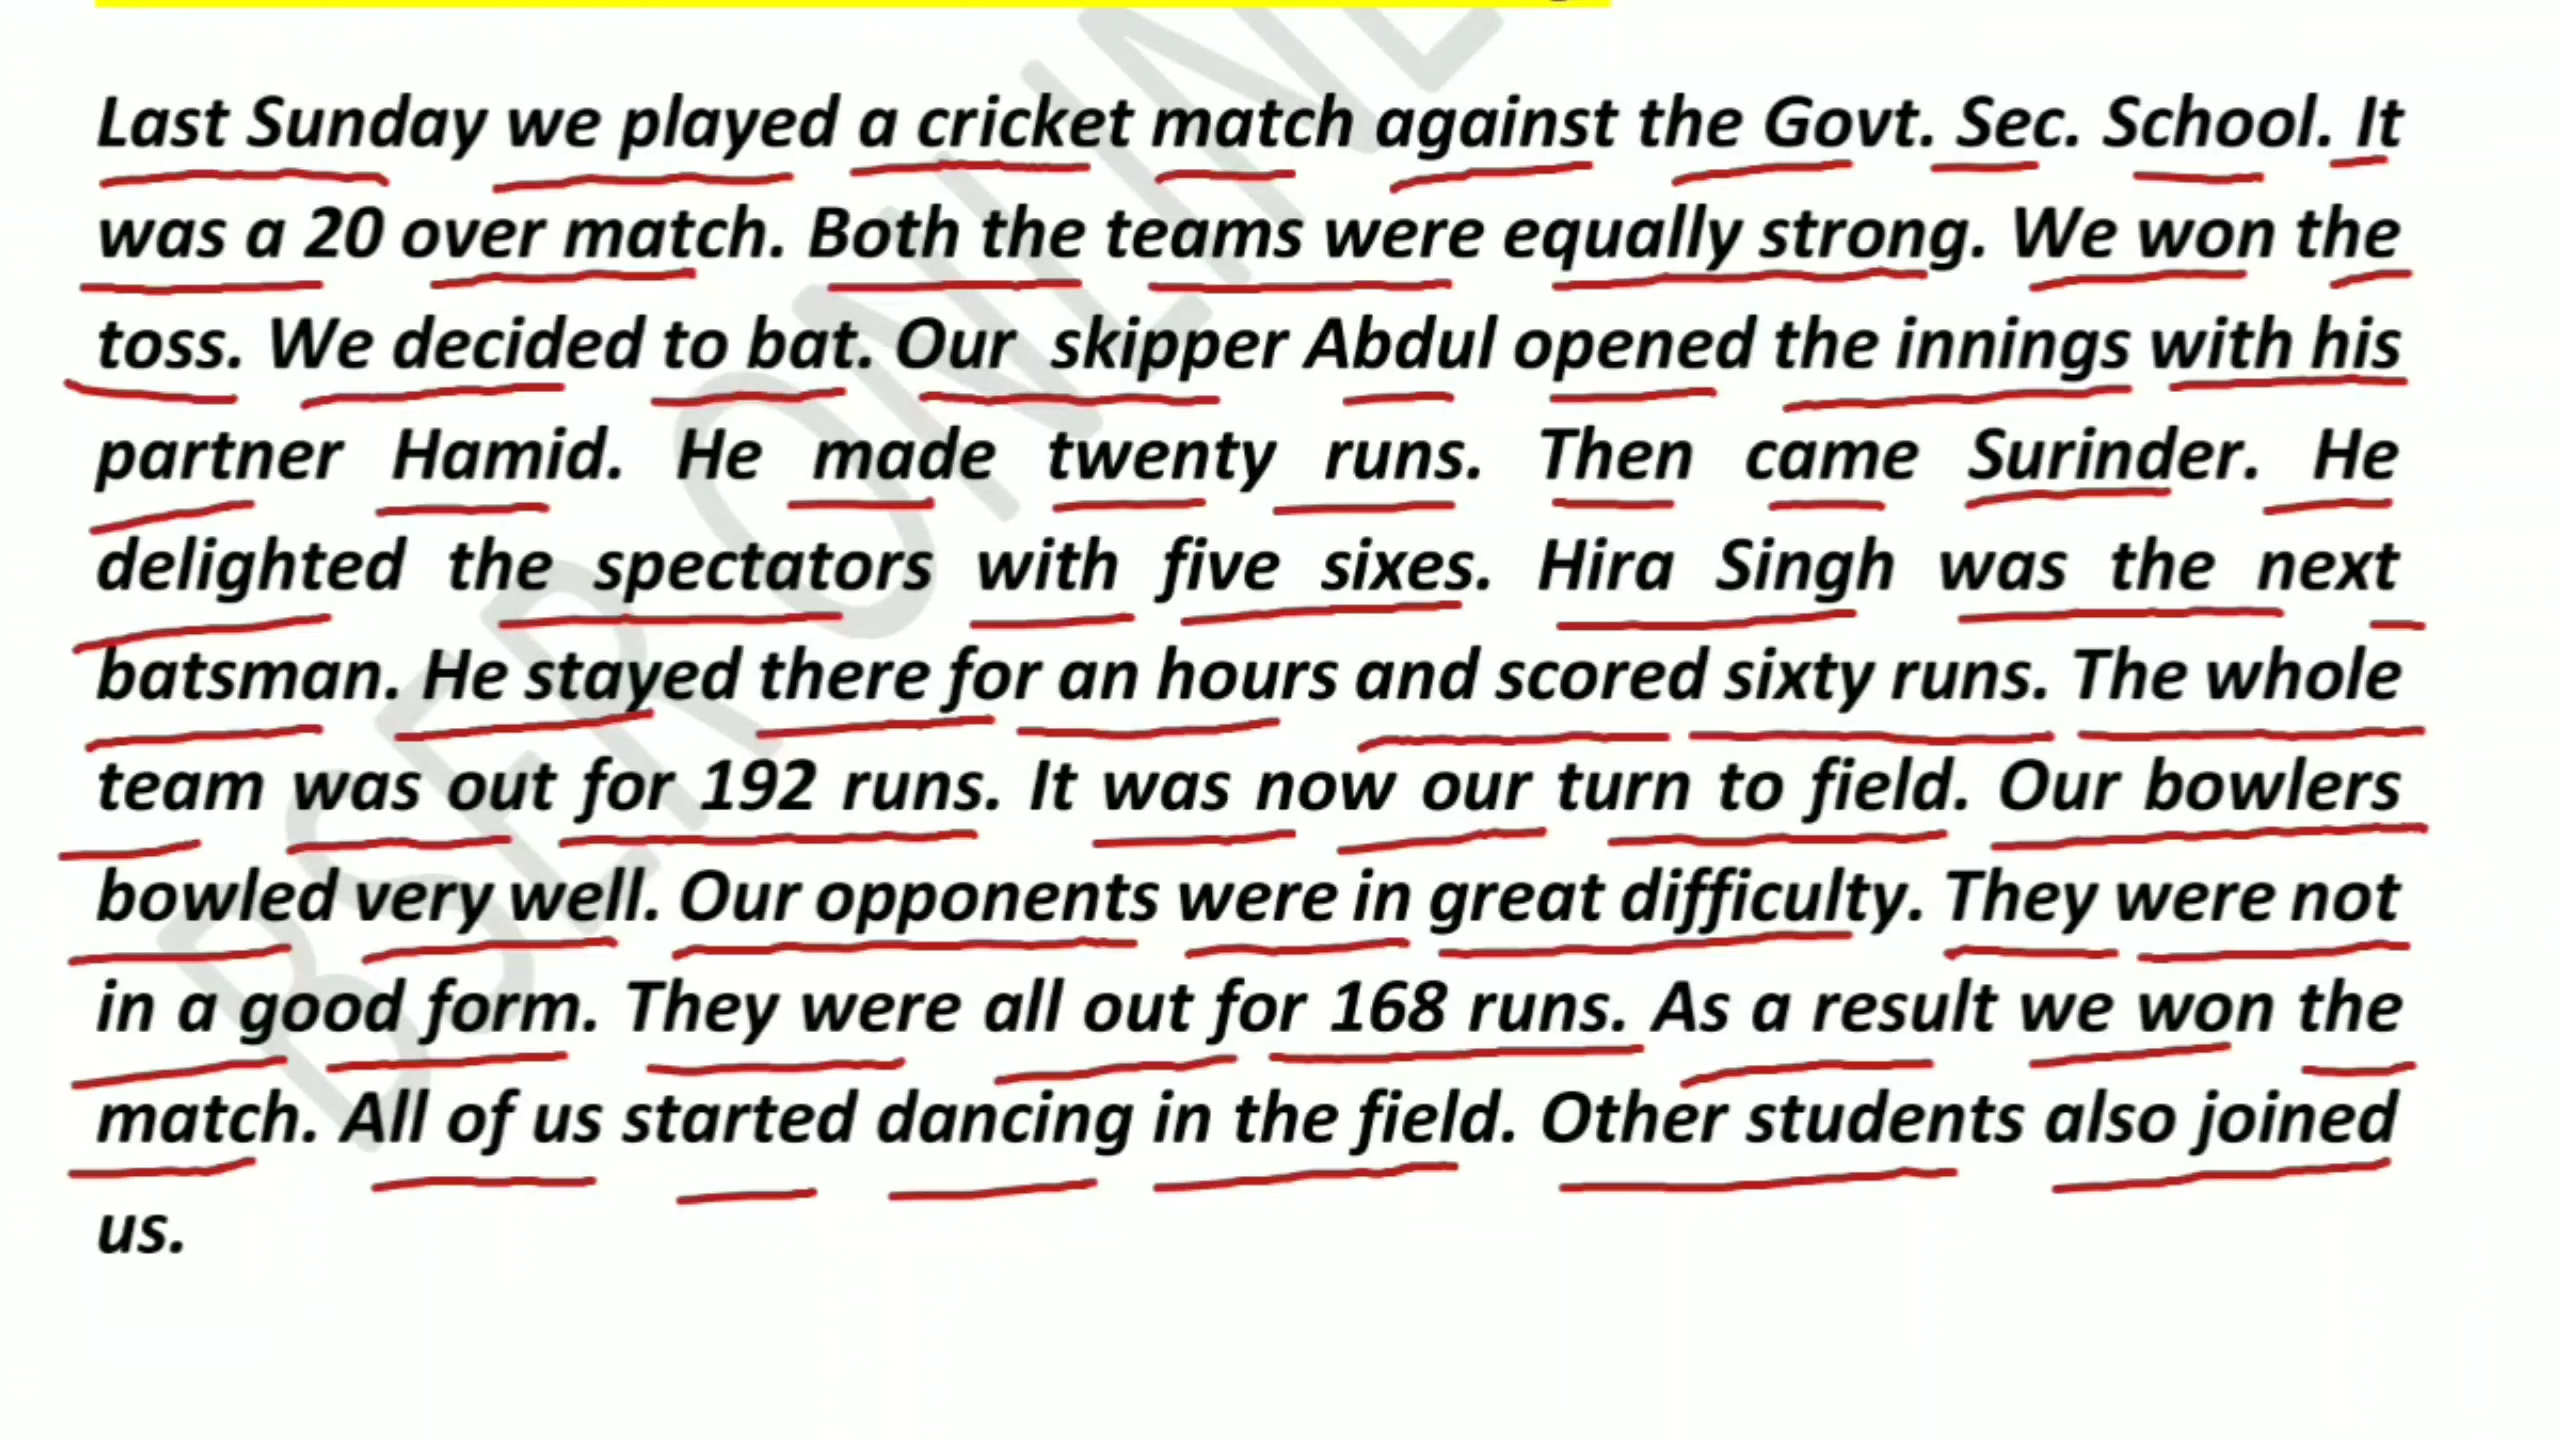 Last Sunday we played a cricket match against the Govt. Sec. School. It
was a 20 over match. Both the teams were equally strong. We won the
toss. We decided to bat. Our skipper Abdul opened the innings with his
partner Hamid. He made twenty runs. Then came Surinder. He
delighted the spectators with five sixes. Hira Singh was the next
batsman. He stayed there for an hours and scored sixty runs. The whole
team was out for 192 runs. It was now our turn to field. Our bowlers
bowled very well. Our opponents were in great difficulty. They were not
in a good form. They were all out for 168 runs. As a result we won the
match. All of us started dancing in the field. Other students also joined
us.
BSER ONLINE